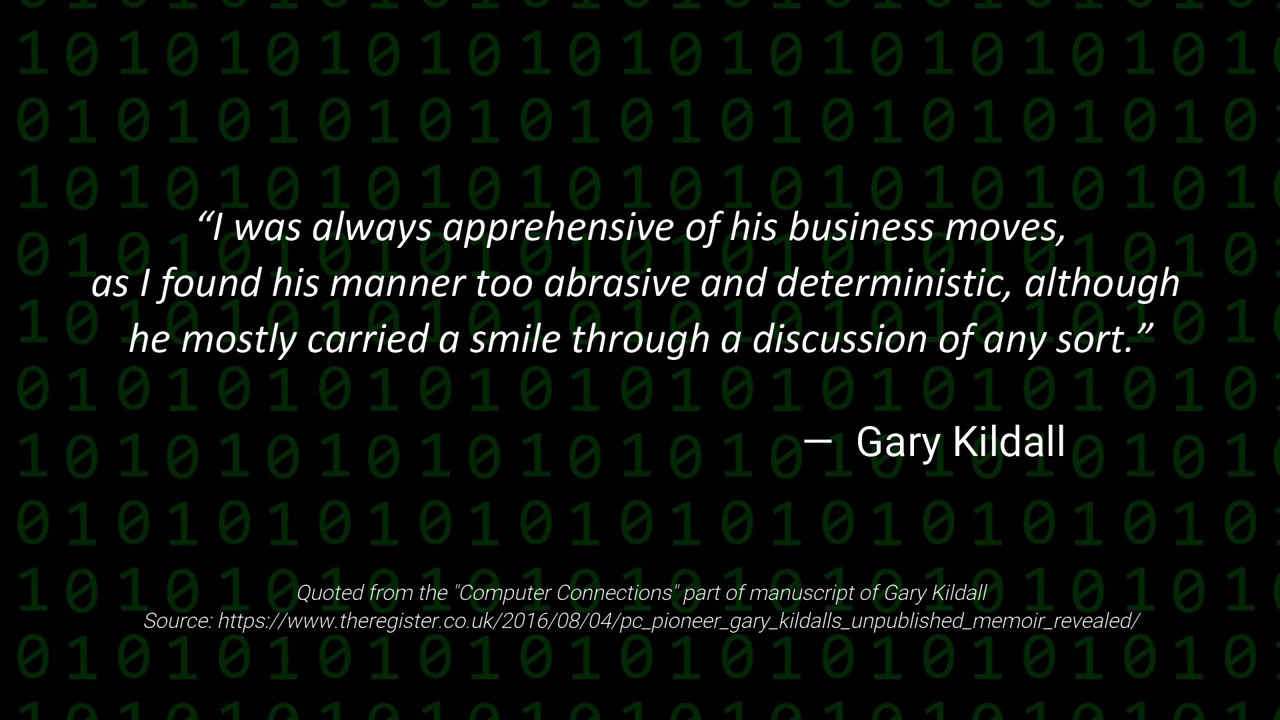 “I was always apprehensive of his business moves,
as I found his manner too abrasive and deterministic, although
he mostly carried a smile through a discussion of any sort.”
— Gary Kildall
Quoted from the "Computer Connections" part of manuscript of Gary Kildall
Source: https://www.theregister.co.uk/2016/08/04/pc_pioneer_gary_kildalls_unpublished_memoir_revealed/